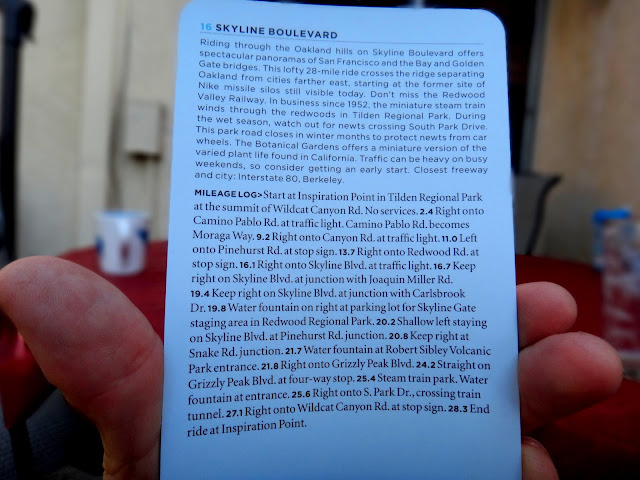 16 SKYLINE BOULEVARD
Riding through the Oakland hills on Skyline Boulevard offers
spectacular panoramas of San Francisco and the Bay and Golden
Gate bridges. This lofty 28-mile ride crosses the ridge separating
Oakland from cities farther east, starting at the former site of
Nike missile silos still visible today. Don't miss the Redwood
Valley Railway. In business since 1952, the miniature steam train
winds through the redwoods in Tilden Regional Park. During
the wet season, watch out for newts crossing South Park Drive.
This park road closes in winter months to protect newts from car
wheels. The Botanical Gardens offers a miniature version of the
varied plant life found in California. Traffic can be heavy on busy
weekends, so consider getting an early start. Closest freeway
and city: Interstate 80, Berkeley.
MILEAGE LOG> Start at Inspiration Point in Tilden Regional Park
at the summit of Wildcat Canyon Rd. No services. 2.4 Right onto
Camino Pablo Rd. at traffic light. Camino Pablo Rd. becomes
Moraga Way. 9.2 Right onto Canyon Rd. at traffic light. 11.0 Left
onto Pinehurst Rd. at stop sign. 13.7 Right onto Redwood Rd. at
stop sign. 16.1 Right onto Skyline Blvd. at traffic light. 16.7 Keep
right on Skyline Blvd. at junction with Joaquin Miller Rd.
19.4 Keep right on Skyline Blvd. at junction with Carlsbrook
Dr. 19.8 Water fountain on right at parking lot for Skyline Gate
staging area in Redwood Regional Park. 20.2 Shallow left staying
on Skyline Blvd. at Pinehurst Rd. junction. 20.8 Keep right at
Snake Rd. junction. 21.7 Water fountain at Robert Sibley Volcanic
Park entrance. 21.8 Right onto Grizzly Peak Blvd. 24.2 Straight on
Grizzly Peak Blvd. at four-way stop. 25.4 Steam train park. Water
fountain at entrance. 25.6 Right onto S. Park Dr., crossing train
tunnel. 27.1 Right onto Wildcat Canyon Rd. at stop sign. 28.3 End
ride at Inspiration Point.